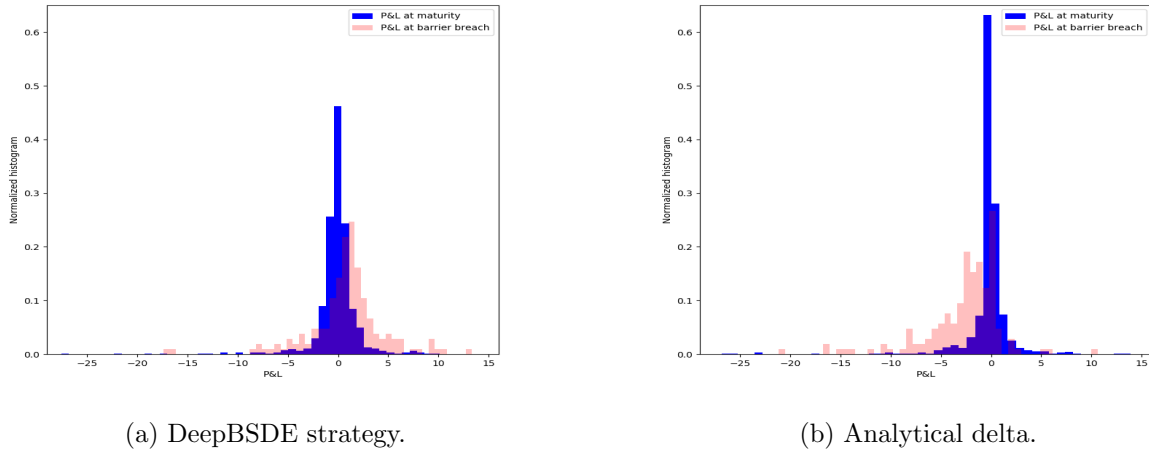 P&L at maturity
P&L at barrier breach
0.6
0.5
0.4
0.3
0.2
0.1
0.0
Normalized histogram
−25 −20 −15 −10 −5 0 5 10 15
P&L
(a) DeepBSDE strategy.
P&L at maturity
P&L at barrier breach
0.6
0.5
0.4
0.3
0.2
0.1
0.0
Normalized histogram
−25 −20 −15 −10 −5 0 5 10 15
P&L
(b) Analytical delta.